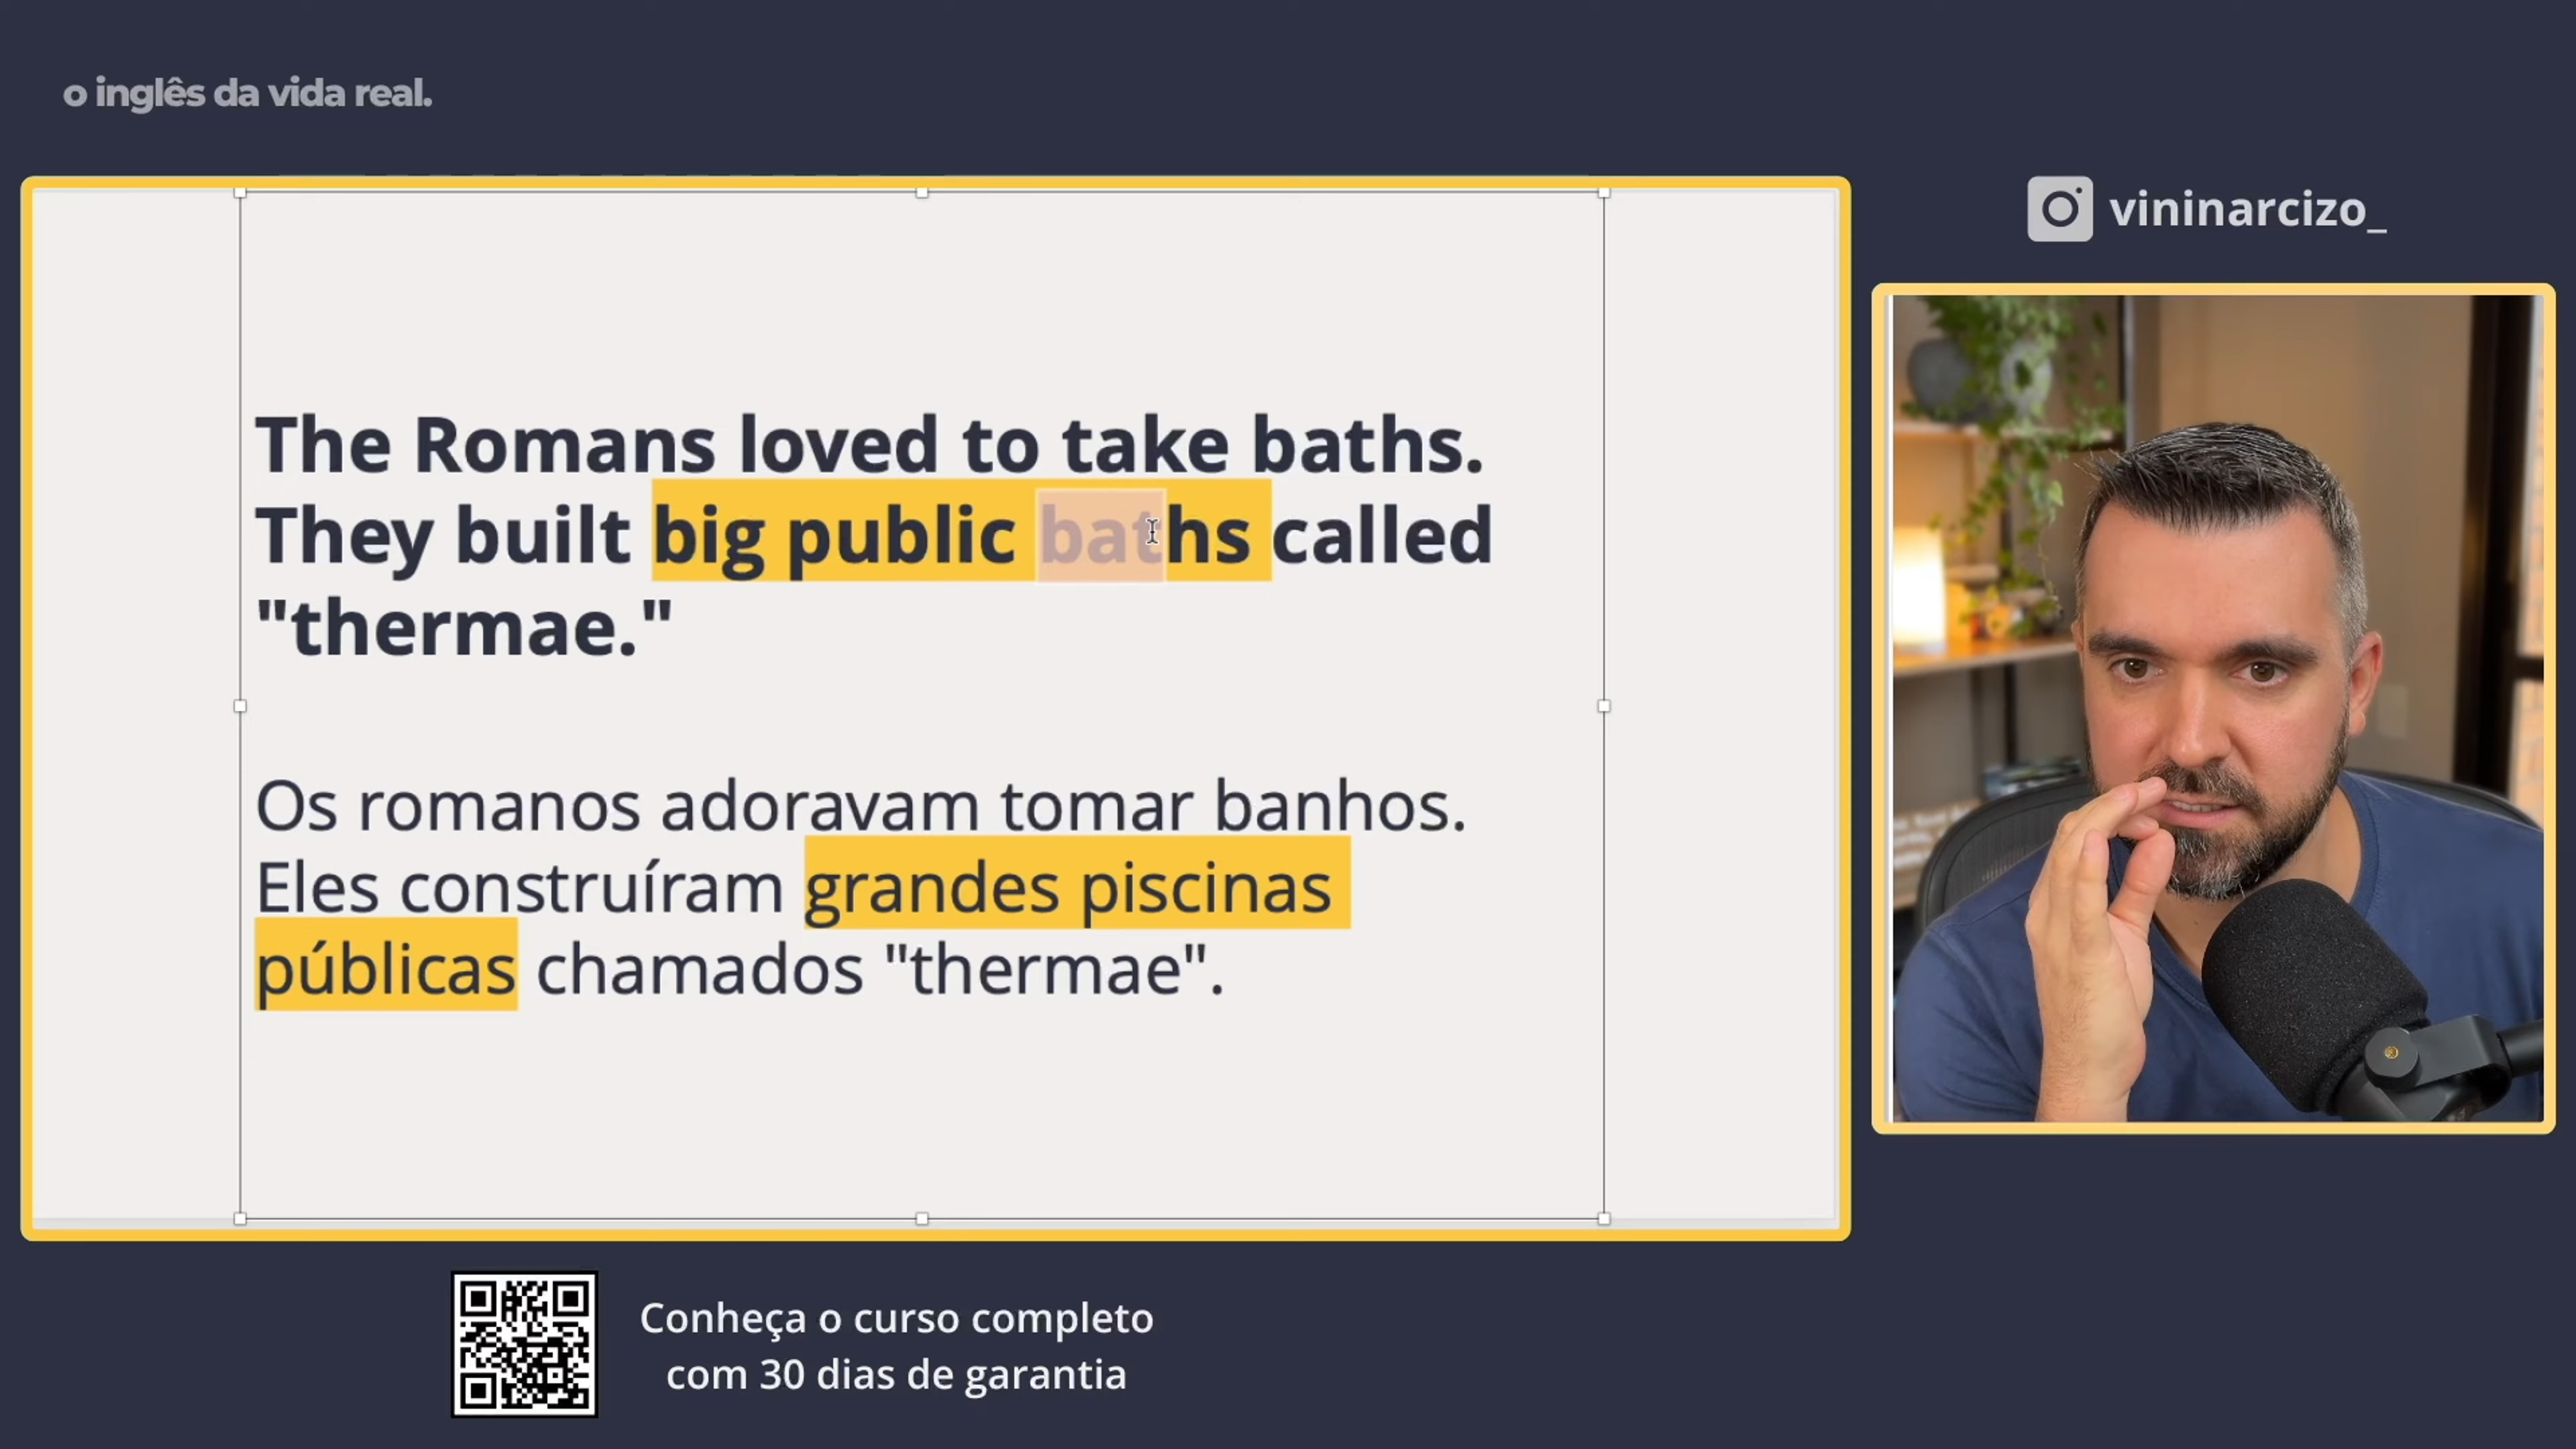 o inglês da vida real.
vininarcizo_
The Romans loved to take baths.
They built big public baths called
"thermae."
Os romanos adoravam tomar banhos.
Eles construíram grandes piscinas
públicas chamados "thermae".
Conheça o curso completo
com 30 dias de garantia